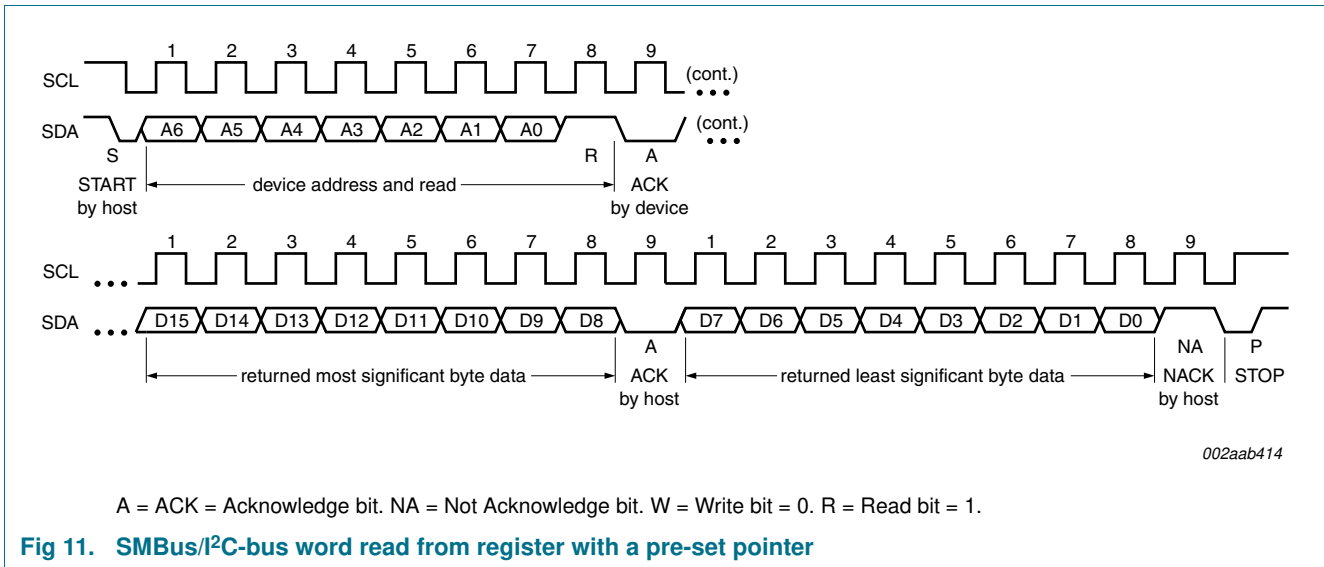 1 2 3 4 5 6 7 8 9
SCL (cont.)
SDA A6 A5 A4 A3 A2 A1 A0 (cont.)
S R A
START device address and read ACK
by host by device
1 2 3 4 5 6 7 8 9 1 2 3 4 5 6 7 8 9
SCL
SDA D15 D14 D13 D12 D11 D10 D9 D8 D7 D6 D5 D4 D3 D2 D1 D0
A NA P
returned most significant byte data ACK returned least significant byte data NACK STOP
by host by host
002aab414
A = ACK = Acknowledge bit. NA = Not Acknowledge bit. W = Write bit = 0. R = Read bit = 1.
Fig 11. SMBus/I²C-bus word read from register with a pre-set pointer